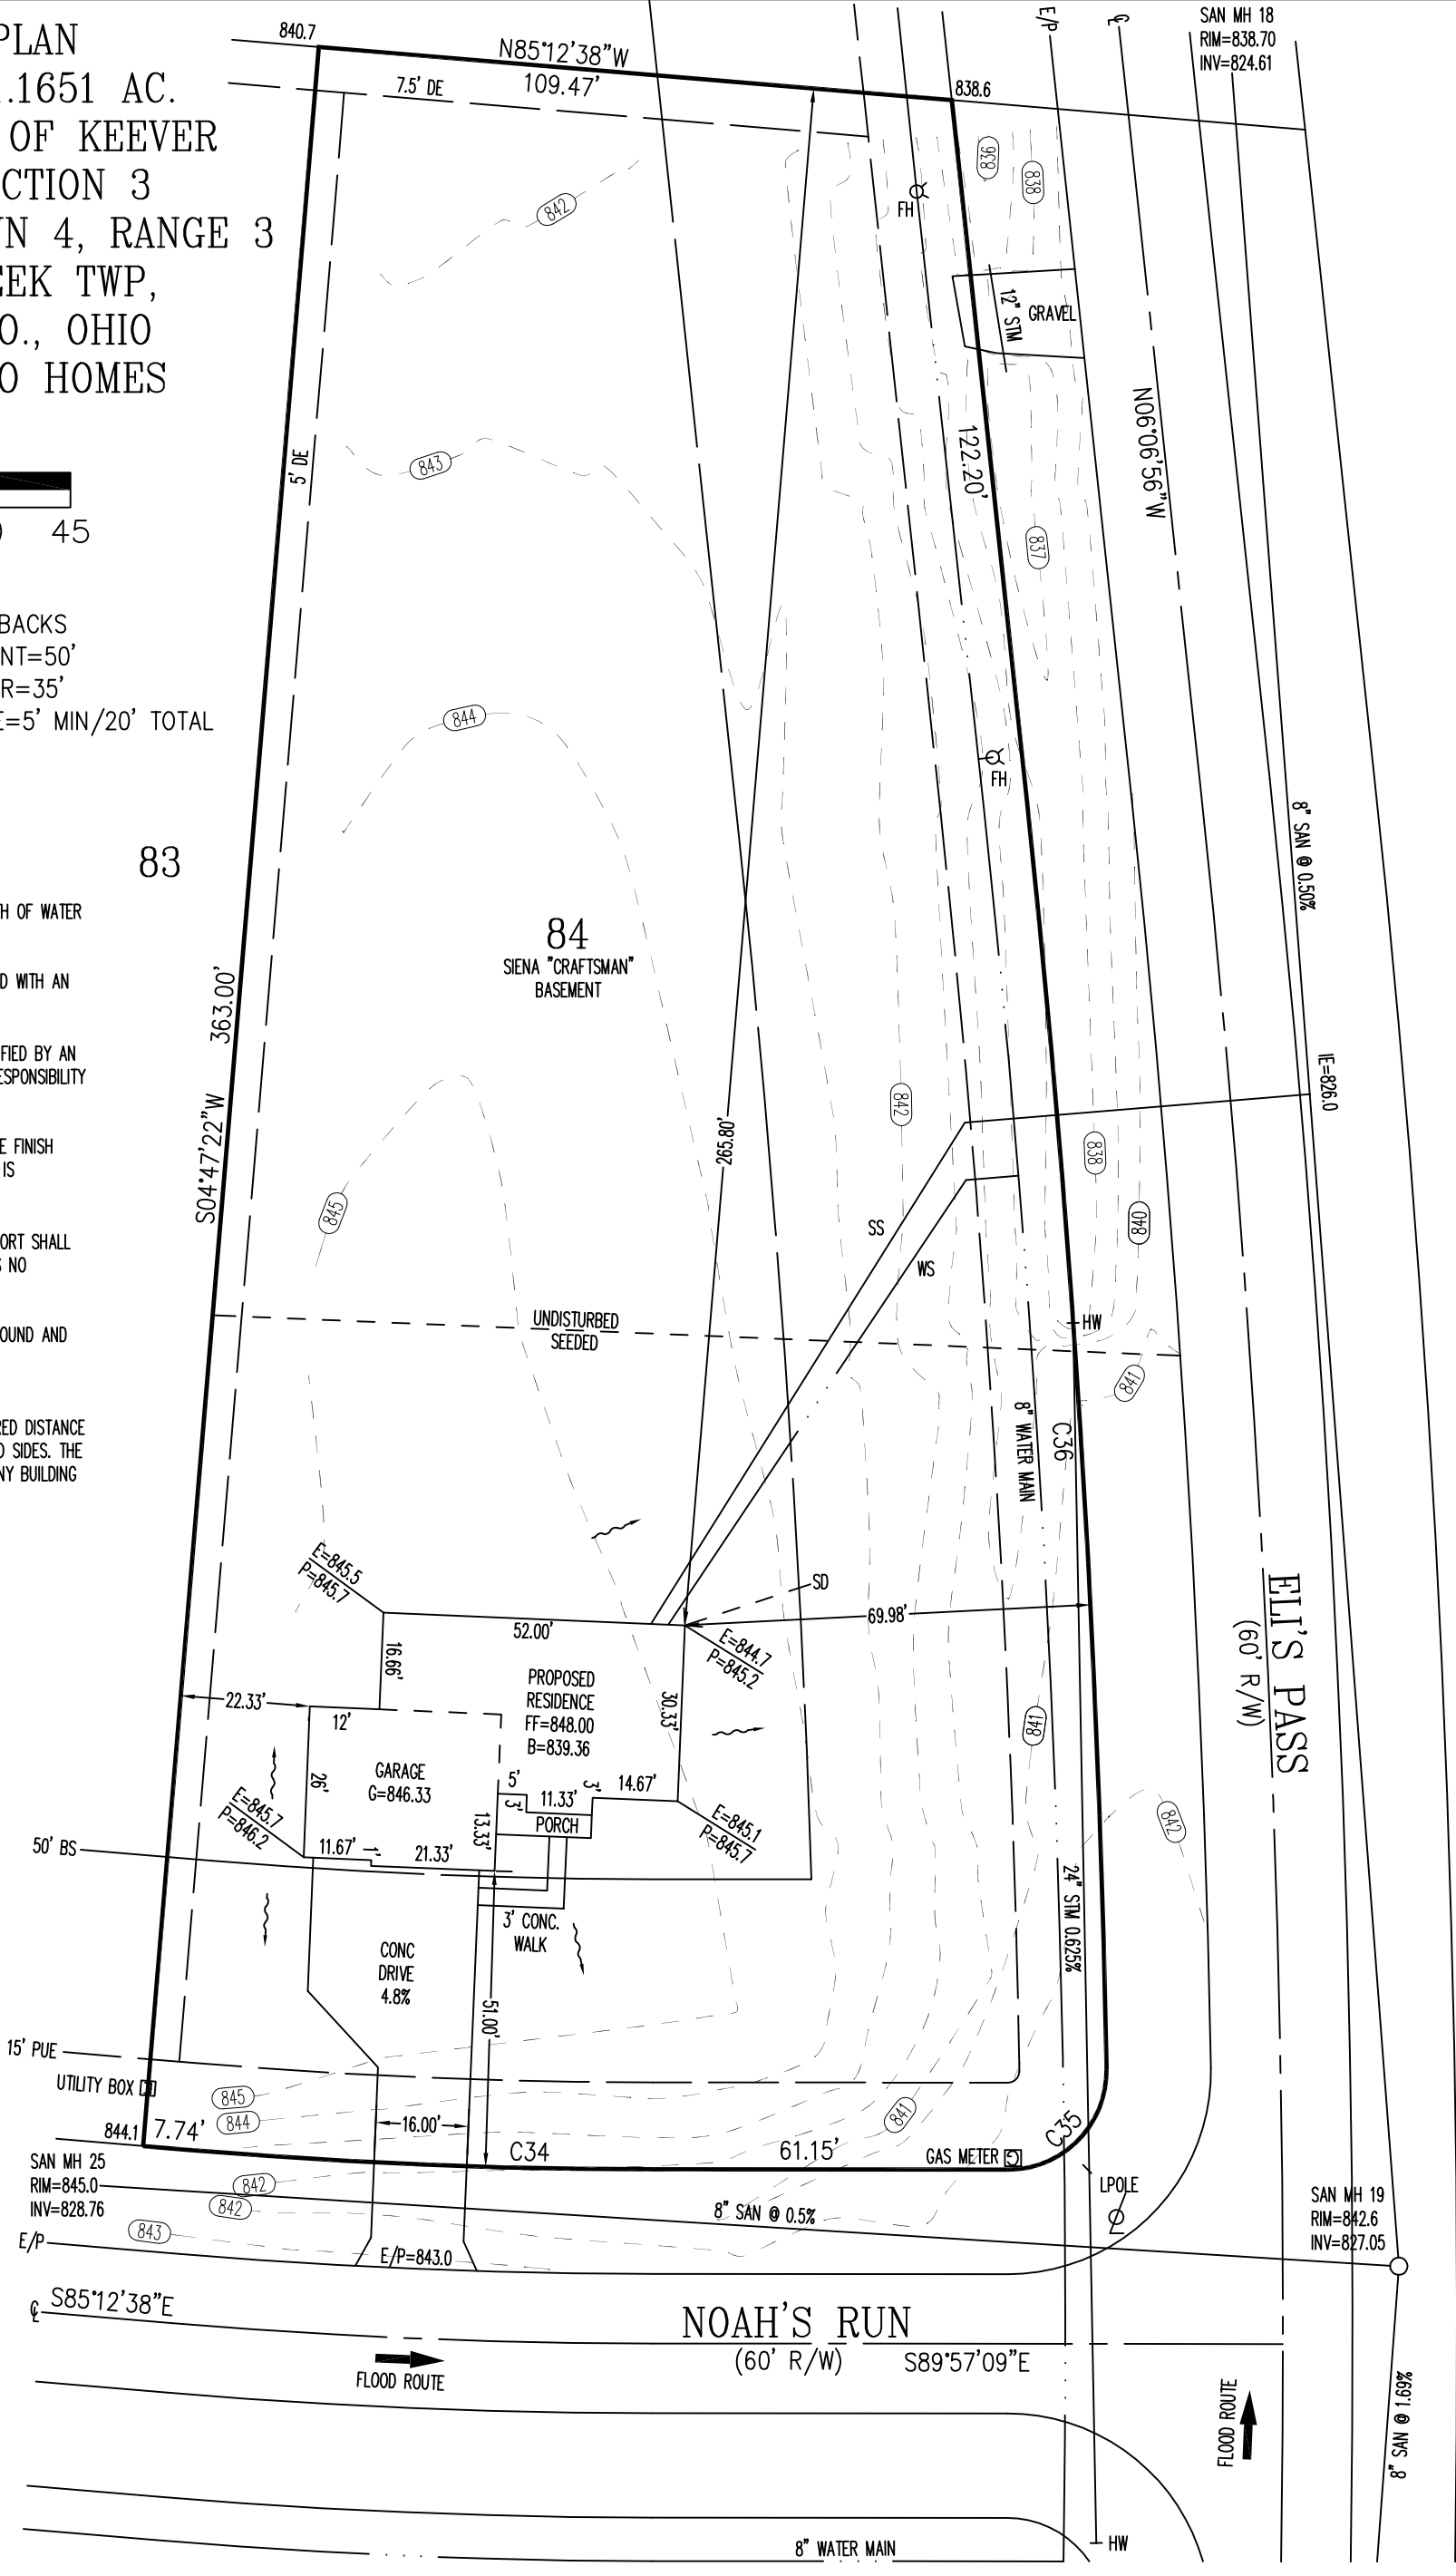 PLAN
.1651 AC.
OF KEEVER
CTION 3
N 4, RANGE 3
EEK TWP,
O., OHIO
O HOMES
45
BACKS
NT=50'
R=35'
E=5' MIN/20' TOTAL
83
H OF WATER
D WITH AN
FIED BY AN
ESPONSIBILITY
E FINISH
IS
ORT SHALL
S NO
OUND AND
RED DISTANCE
D SIDES. THE
NY BUILDING
840.7
N85°12'38"W
109.47'
7.5' DE
838.6
E/P
℄
SAN MH 18
RIM=838.70
INV=824.61
836
838
842
FH
12" STM
GRAVEL
N06°06'56"W
122.20'
843
5' DE
837
844
FH
8" SAN @ 0.50%
84
SIENA "CRAFTSMAN"
BASEMENT
363.00'
S04°47'22"W
265.80'
842
838
840
IE=826.0
845
SS
WS
HW
UNDISTURBED
SEEDED
841
8" WATER MAIN
C36
E=845.5
P=845.7
SD
69.98'
52.00'
16.66'
E=844.7
P=845.2
PROPOSED
RESIDENCE
FF=848.00
B=839.36
30.33'
22.33'
12'
GARAGE
G=846.33
26'
5'
3'
11.33'
3'
14.67'
PORCH
13.33'
E=845.7
P=846.2
E=845.1
P=845.7
11.67'
1'
21.33'
50' BS
841
842
ELI'S PASS
(60' R/W)
24" STM 0.625%
3' CONC.
WALK
CONC
DRIVE
4.8%
51.00'
15' PUE
UTILITY BOX
845
844
841
844.1
7.74'
16.00'
C34
61.15'
GAS METER
G
C35
SAN MH 25
RIM=845.0
INV=828.76
842
842
843
LPOLE
8" SAN @ 0.5%
SAN MH 19
RIM=842.6
INV=827.05
E/P
E/P=843.0
℄
S85°12'38"E
NOAH'S RUN
(60' R/W)
S89°57'09"E
FLOOD ROUTE
FLOOD ROUTE
8" SAN @ 1.69%
8" WATER MAIN
HW